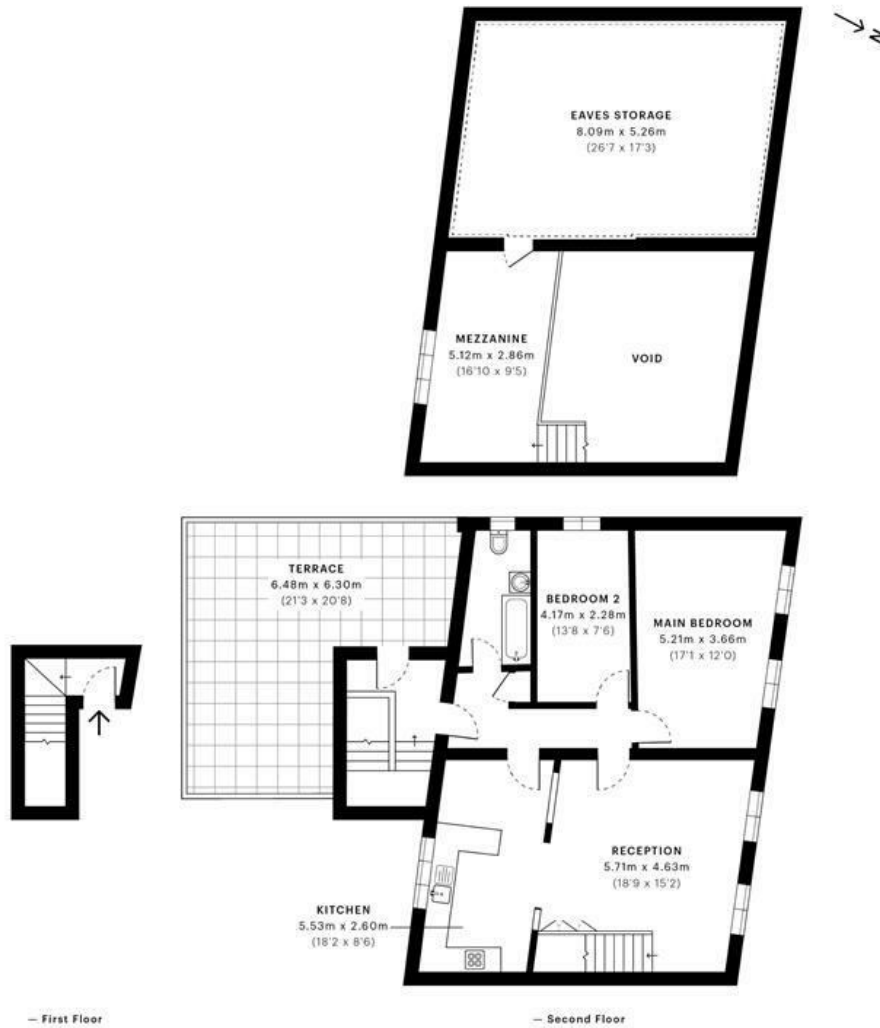 N
EAVES STORAGE
8.09m x 5.26m
(26'7 x 17'3)
MEZZANINE
5.12m x 2.86m
(16'10 x 9'5)
VOID
TERRACE
6.48m x 6.30m
(21'3 x 20'8)
BEDROOM 2
4.17m x 2.28m
(13'8 x 7'6)
MAIN BEDROOM
5.21m x 3.66m
(17'1 x 12'0)
RECEPTION
5.71m x 4.63m
(18'9 x 15'2)
KITCHEN
5.53m x 2.60m
(18'2 x 8'6)
— First Floor
— Second Floor